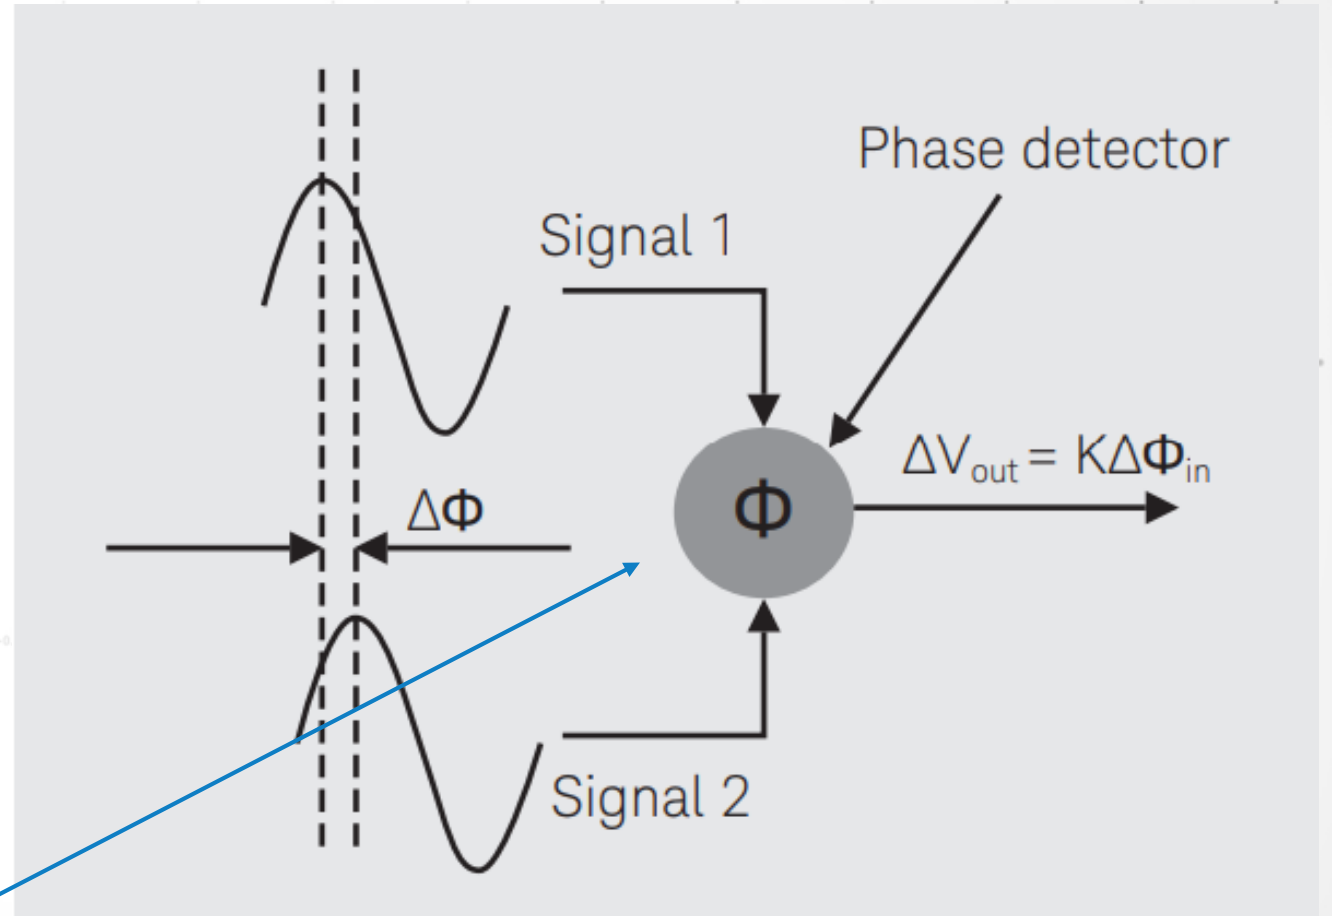 Phase detector
Signal 1
ΔV_out = KΔΦ_in
ΔΦ
Φ
Signal 2